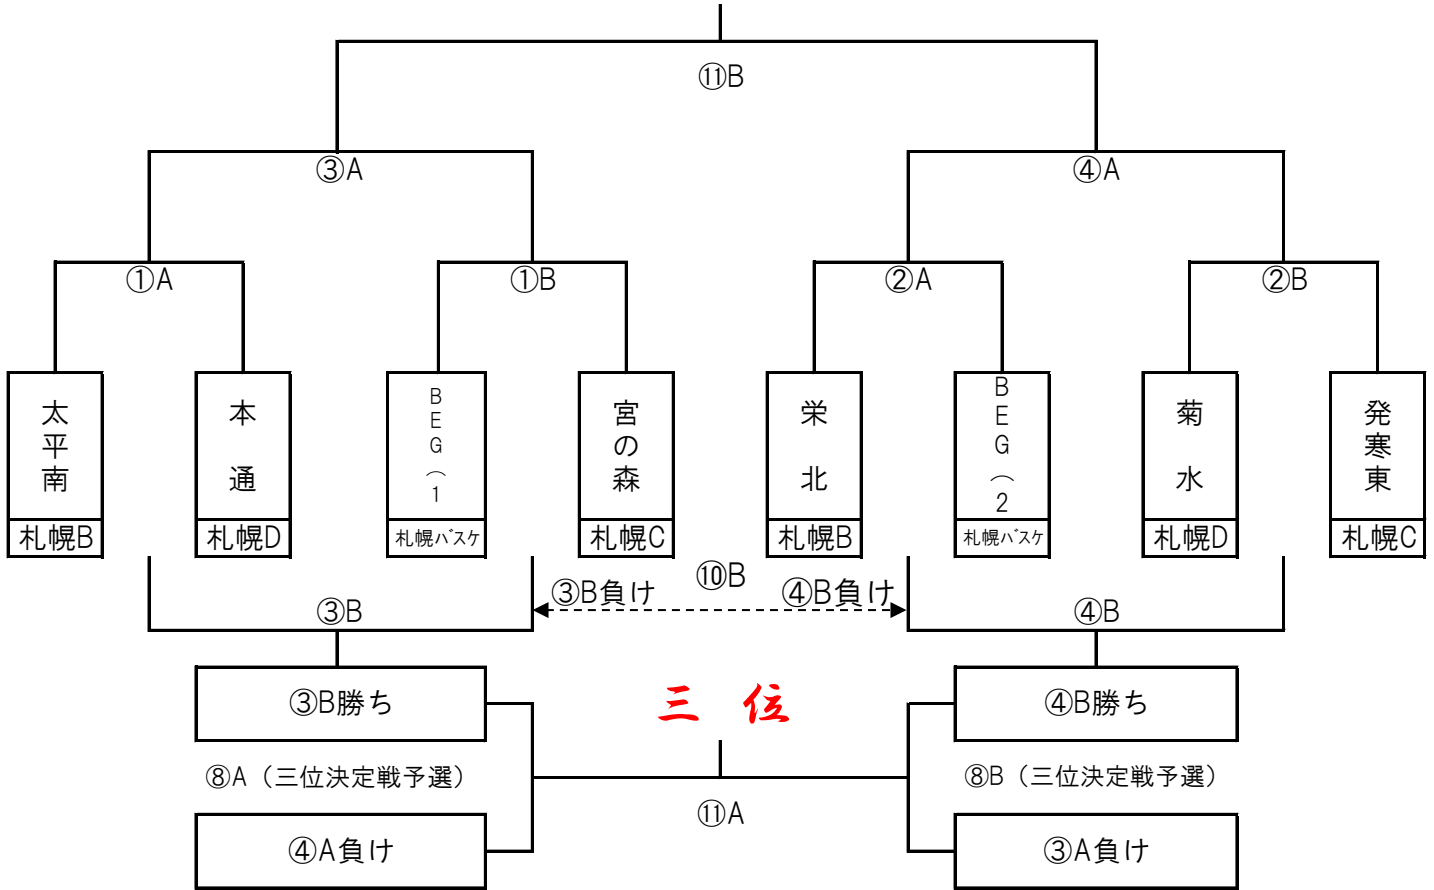 ⑪B
③A
④A
①A
①B
②A
②B
太平南
本通
BEG(1
宮の森
栄北
BEG(2
菊水
発寒東
札幌B
札幌D
札幌バスケ
札幌C
札幌B
札幌バスケ
札幌D
札幌C
⑩B
③B負け
④B負け
③B
④B
③B勝ち
三位
④B勝ち
⑧A(三位決定戦予選)
⑧B(三位決定戦予選)
⑪A
④A負け
③A負け